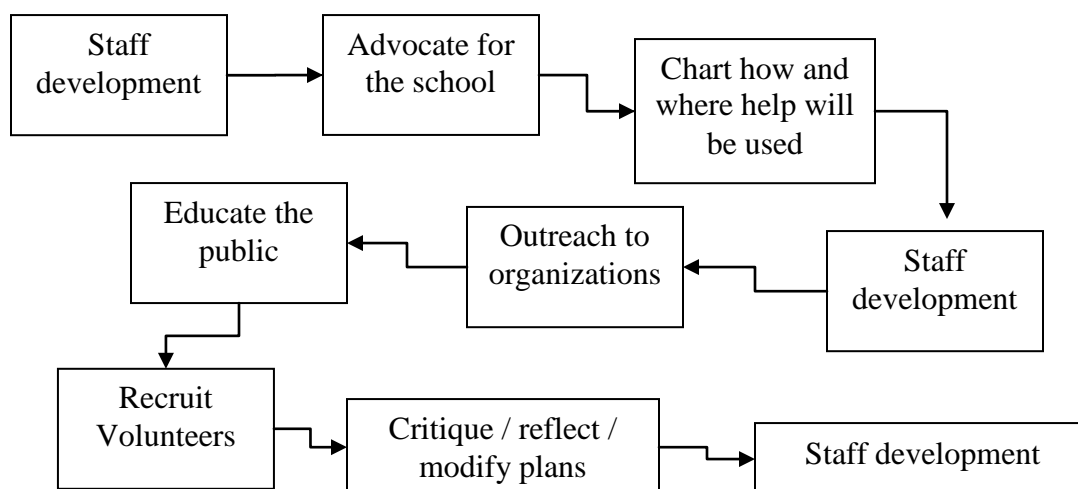 Staff
development
Advocate for
the school
Chart how and
where help will
be used
Staff
development
Outreach to
organizations
Educate the
public
Recruit
Volunteers
Critique / reflect /
modify plans
Staff development